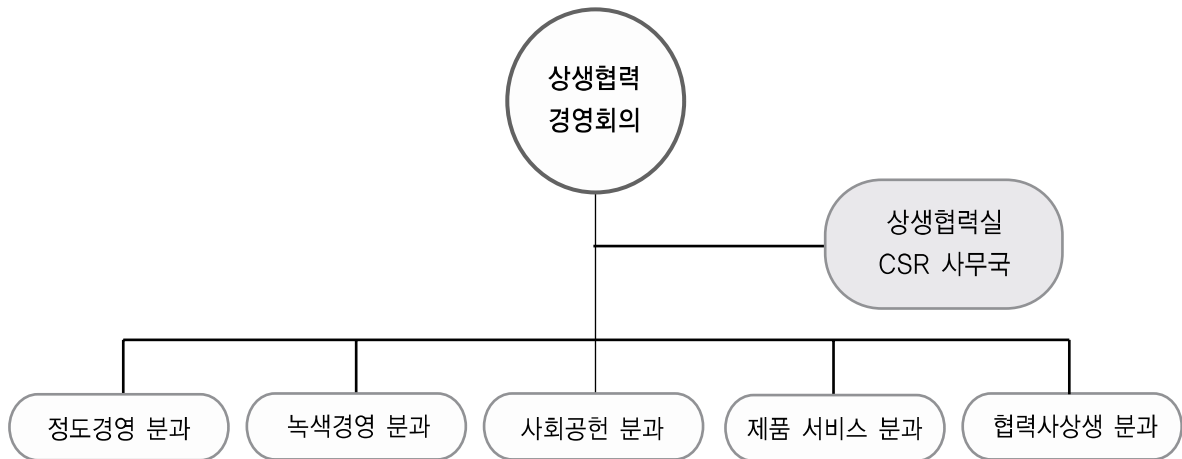 상생협력
경영회의
상생협력실
CSR 사무국
정도경영 분과
녹색경영 분과
사회공헌 분과
제품 서비스 분과
협력사상생 분과